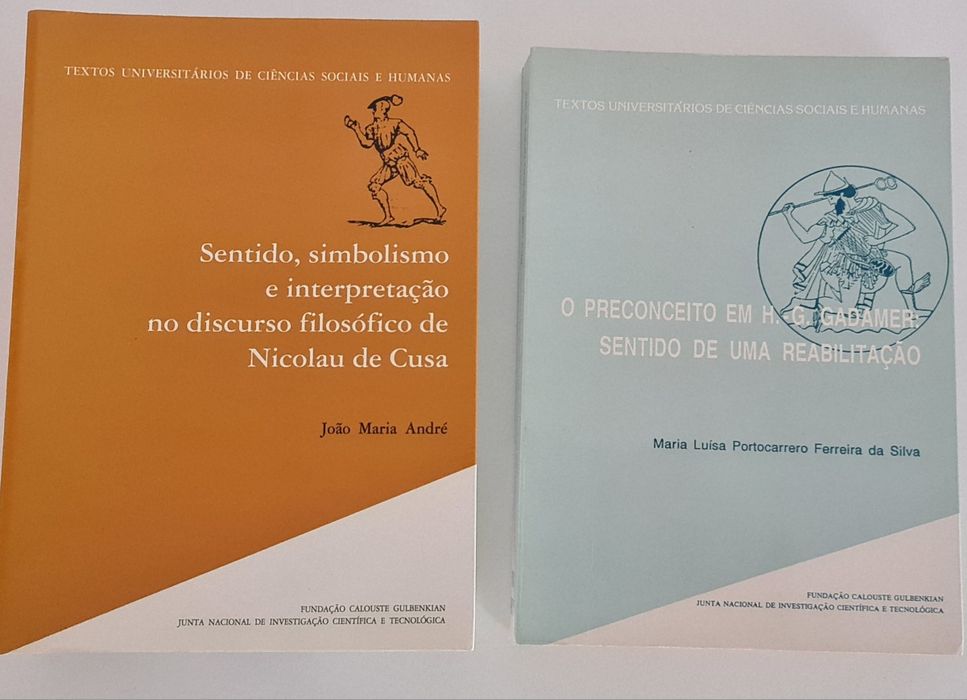 TEXTOS UNIVERSITÁRIOS DE CIÊNCIAS SOCIAIS E HUMANAS
Sentido, simbolismo
e interpretação
no discurso filosófico de
Nicolau de Cusa
João Maria André
FUNDAÇÃO CALOUSTE GULBENKIAN
JUNTA NACIONAL DE INVESTIGAÇÃO CIENTÍFICA E TECNOLÓGICA
TEXTOS UNIVERSITÁRIOS DE CIÊNCIAS SOCIAIS E HUMANAS
O PRECONCEITO EM H.-G. GADAMER:
SENTIDO DE UMA REABILITAÇÃO
Maria Luísa Portocarrero Ferreira da Silva
FUNDAÇÃO CALOUSTE GULBENKIAN
JUNTA NACIONAL DE INVESTIGAÇÃO CIENTÍFICA E TECNOLÓGICA